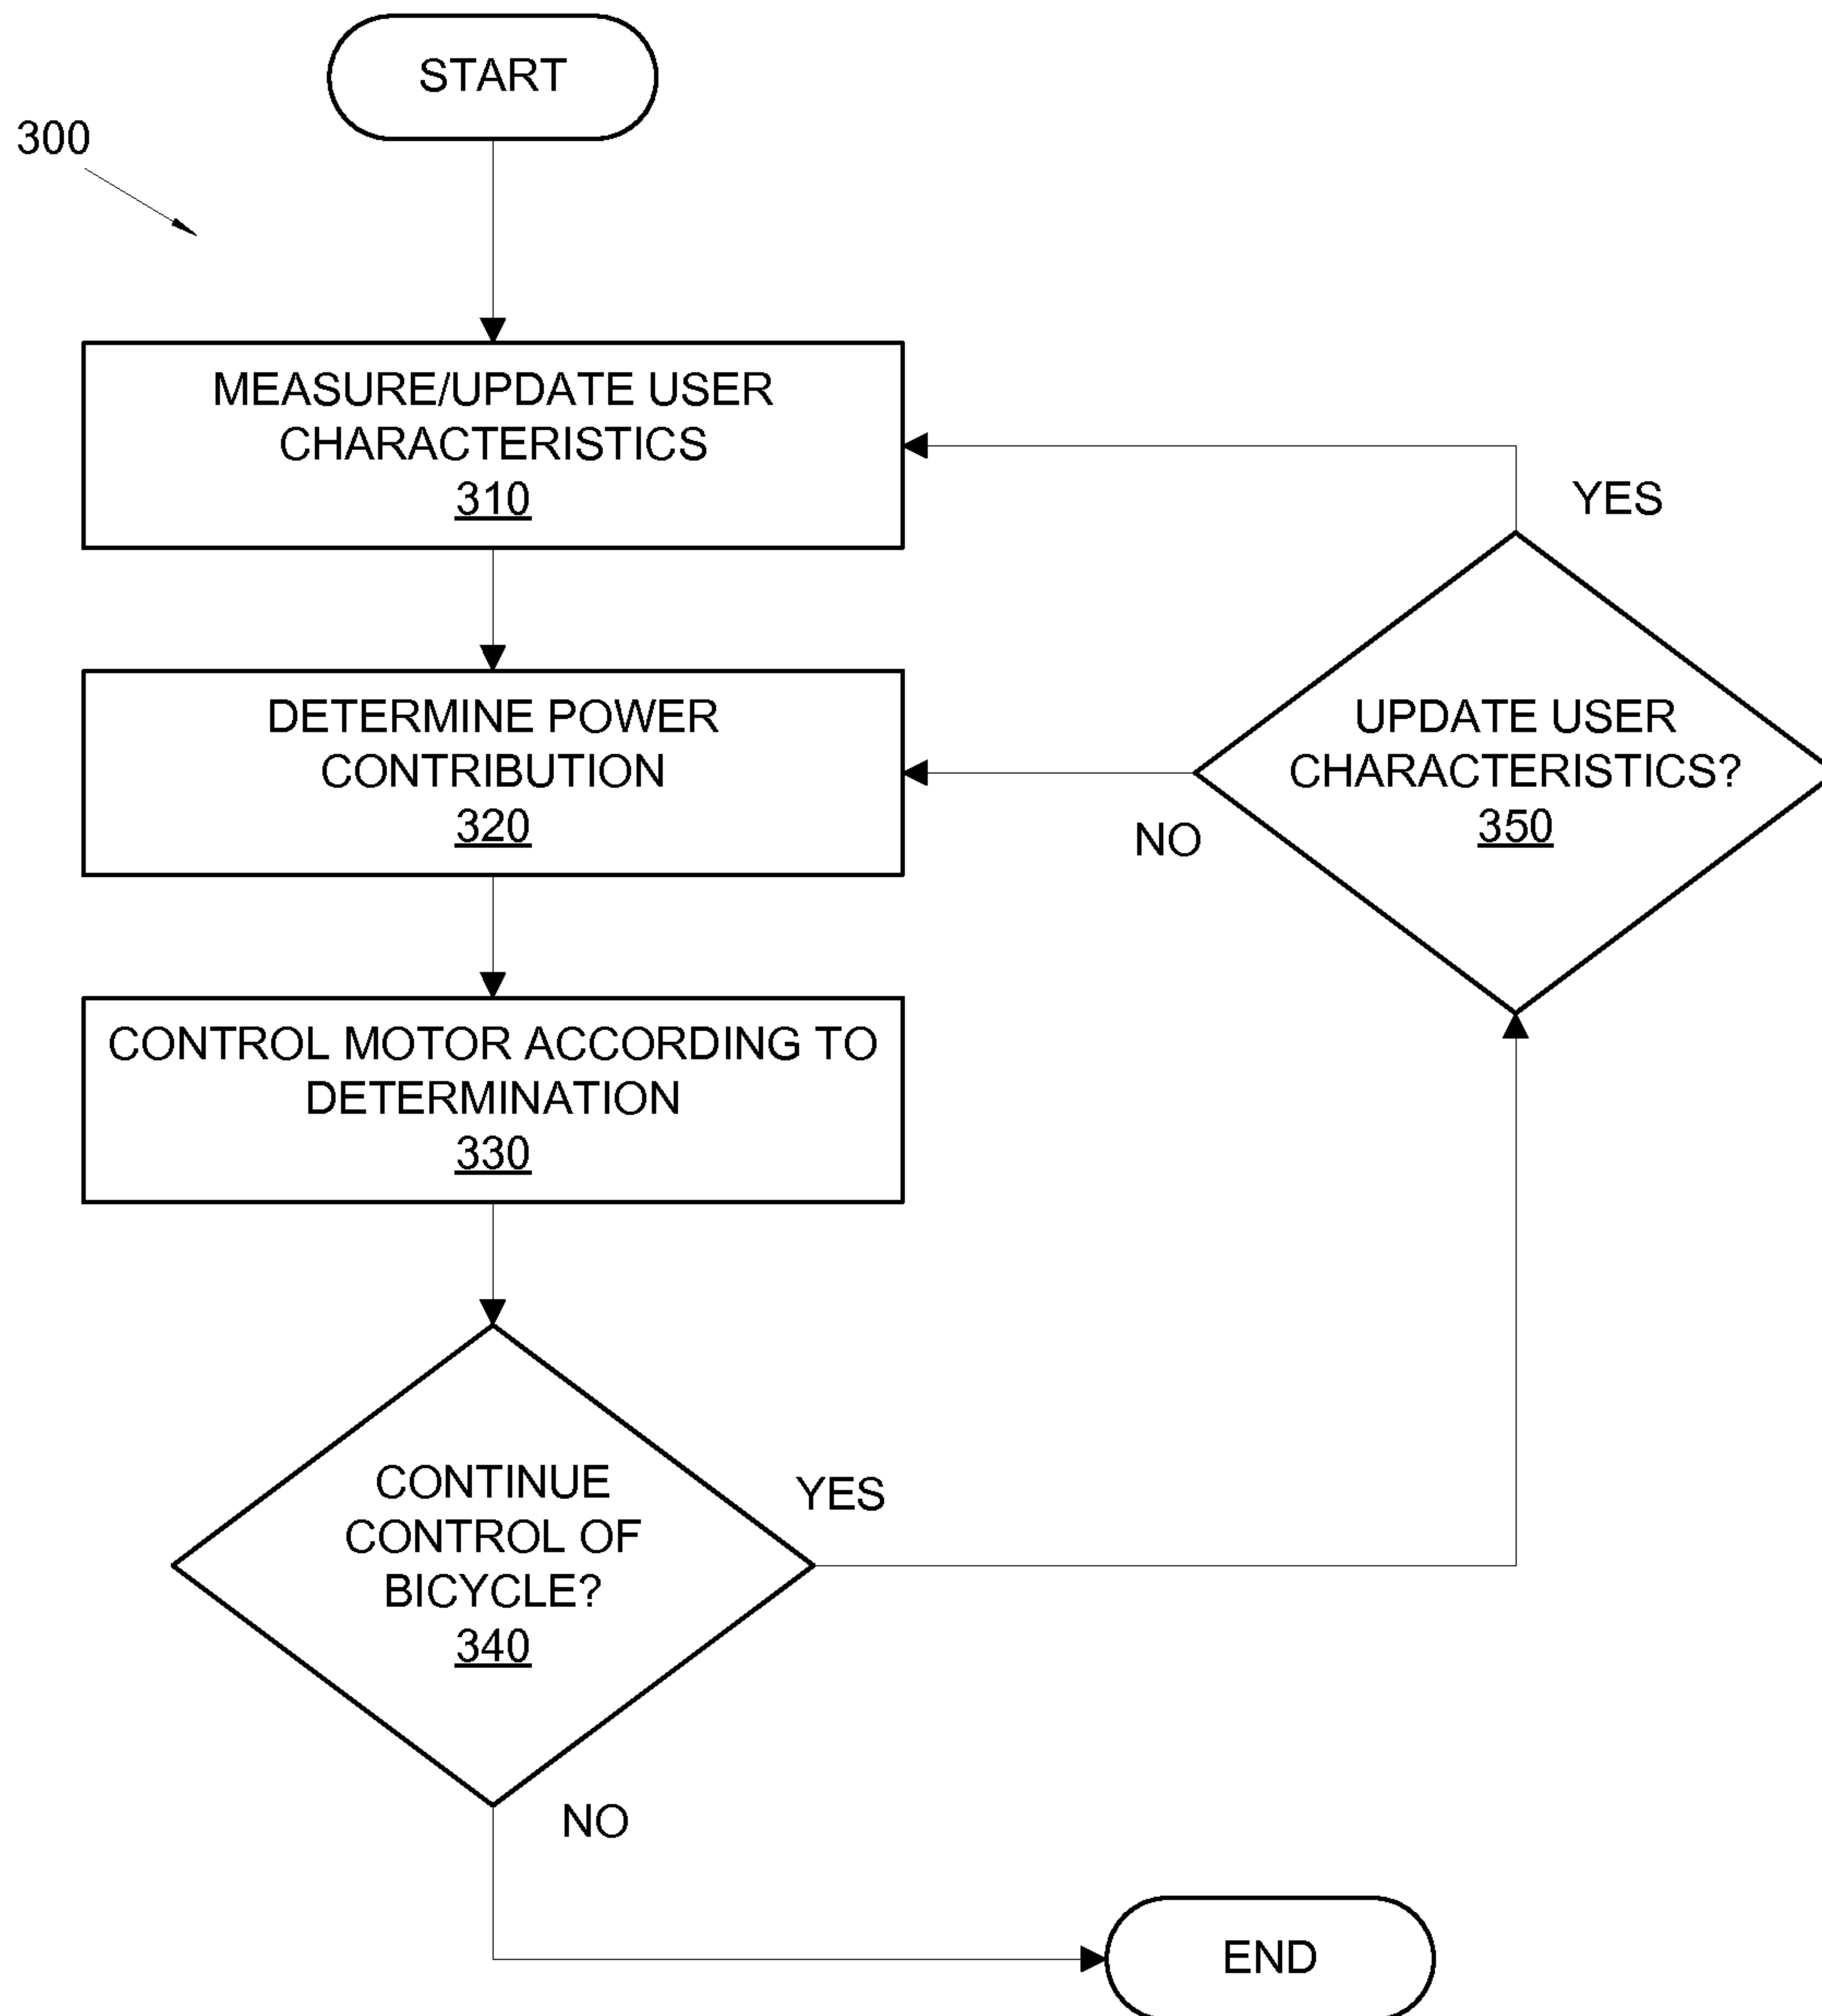 START
300
MEASURE/UPDATE USER
CHARACTERISTICS
310
YES
DETERMINE POWER
CONTRIBUTION
320
UPDATE USER
CHARACTERISTICS?
350
NO
CONTROL MOTOR ACCORDING TO
DETERMINATION
330
CONTINUE
CONTROL OF
BICYCLE?
340
YES
NO
END